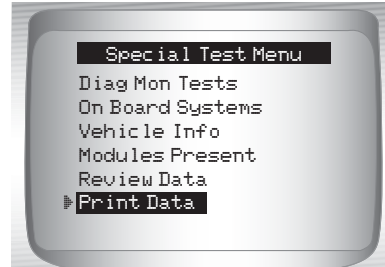 Special Test Menu
Diag Mon Tests
On Board Systems
Vehicle Info
Modules Present
Review Data
Print Data